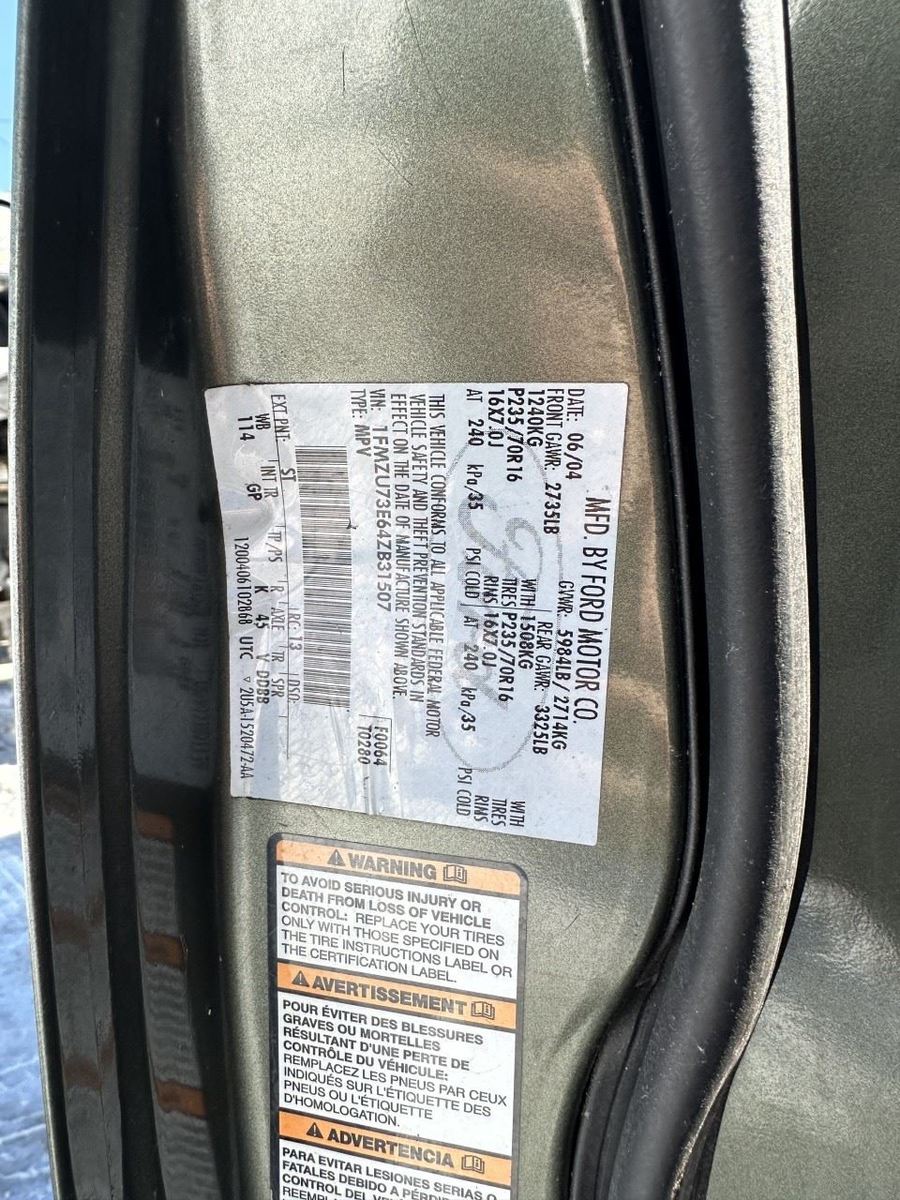 MFD. BY FORD MOTOR CO.
DATE: 06/04
GVWR: 5984LB/2714KG
FRONT GAWR: 2735LB
REAR GAWR: 3325LB
1240KG
WITH 1508KG
WITH
P235/70R16
TIRES P235/70R16
TIRES
16X7.0J
RIMS 16X7.0J
RIMS
AT 240 kPa/35 PSI COLD
AT 240 kPa/35 PSI COLD
THIS VEHICLE CONFORMS TO ALL APPLICABLE FEDERAL MOTOR
VEHICLE SAFETY AND THEFT PREVENTION STANDARDS IN
EFFECT ON THE DATE OF MANUFACTURE SHOWN ABOVE.
VIN: 1FMZU73E64ZB31507
TYPE: MPV
F0064
T0280
EXT PNT: ST
RC: 13
DSO:
WB
INT TR
TP/PS
R
AXLE
TR
SPR
114
GP
K
45
V DDBB
120040610286B UTC
▽ 2U5A-1520472-AA
WARNING
TO AVOID SERIOUS INJURY OR
DEATH FROM LOSS OF VEHICLE
CONTROL: REPLACE YOUR TIRES
ONLY WITH THOSE SPECIFIED ON
THE TIRE INSTRUCTIONS LABEL OR
THE CERTIFICATION LABEL.
AVERTISSEMENT
POUR ÉVITER DES BLESSURES
GRAVES OU MORTELLES
RÉSULTANT D'UNE PERTE DE
CONTRÔLE DU VÉHICULE:
REMPLACEZ LES PNEUS PAR CEUX
INDIQUÉS SUR L'ÉTIQUETTE DES
PNEUS OU L'ÉTIQUETTE
D'HOMOLOGATION.
ADVERTENCIA
PARA EVITAR LESIONES SERIAS O
FATALES DEBIDO A PÉRDI
CONTROL DEL
REEMPL